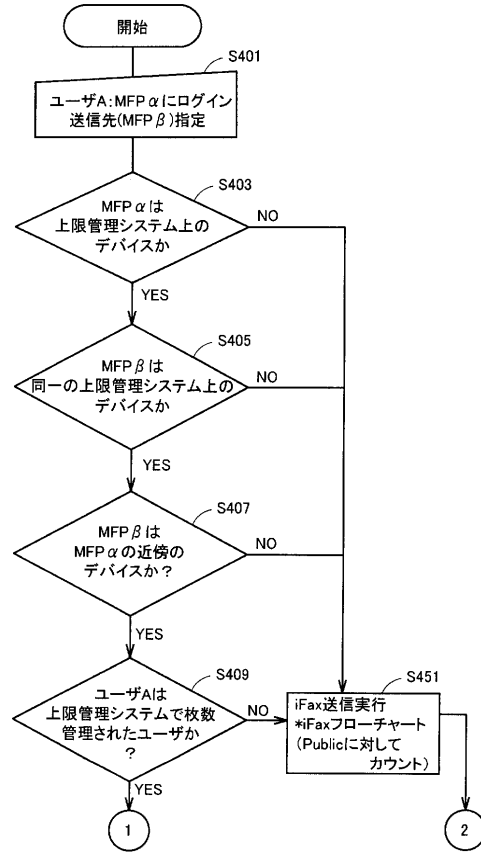 開始
S401
ユーザA:MFPαにログイン
送信先(MFPβ)指定
S403
MFPαは
上限管理システム上の
デバイスか
NO
YES
S405
MFPβは
同一の上限管理システム上の
デバイスか
NO
YES
S407
MFPβは
MFPαの近傍の
デバイスか?
NO
YES
S409
ユーザAは
上限管理システムで枚数
管理されたユーザか
?
NO
YES
S451
iFax送信実行
*iFaxフローチャート
(Publicに対して
カウント)
1
2